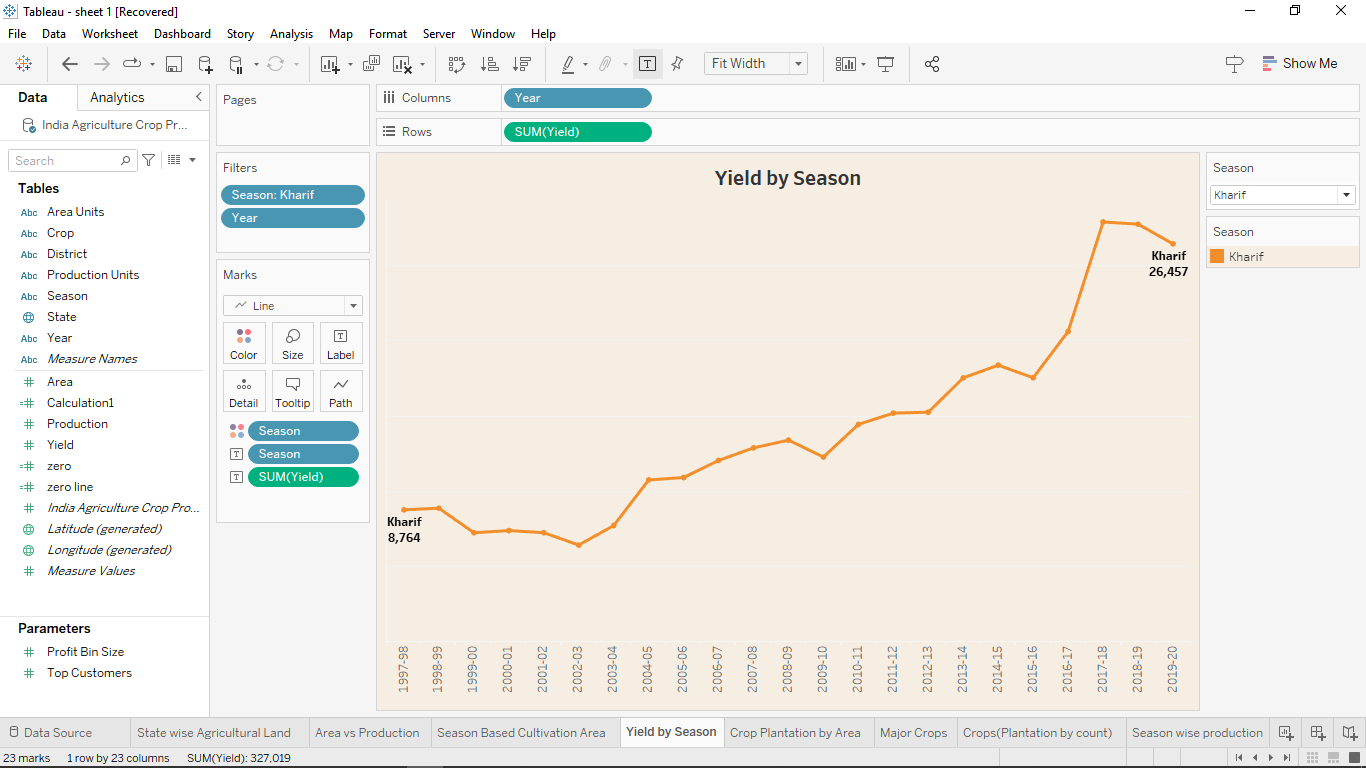 Tableau - sheet 1 [Recovered]
File Data Worksheet Dashboard Story Analysis Map Format Server Window Help
Fit Width
Show Me
Data Analytics
India Agriculture Crop Pr...
Search
Tables
Abc Area Units
Abc Crop
Abc District
Abc Production Units
Abc Season
State
Abc Year
Abc Measure Names
Area
Calculation1
Production
Yield
zero
zero line
India Agriculture Crop Pro...
Latitude (generated)
Longitude (generated)
Measure Values
Parameters
Profit Bin Size
Top Customers
Pages
Filters
Season: Kharif
Year
Marks
Line
Color Size Label
Detail Tooltip Path
Season
Season
SUM(Yield)
Columns Year
Rows SUM(Yield)
Yield by Season
Kharif
26,457
Kharif
8,764
1997-98
1998-99
1999-00
2000-01
2001-02
2002-03
2003-04
2004-05
2005-06
2006-07
2007-08
2008-09
2009-10
2010-11
2011-12
2012-13
2013-14
2014-15
2015-16
2016-17
2017-18
2018-19
2019-20
Season
Kharif
Season
Kharif
Data Source State wise Agricultural Land Area vs Production Season Based Cultivation Area Yield by Season Crop Plantation by Area Major Crops Crops(Plantation by count) Season wise production
23 marks 1 row by 23 columns SUM(Yield): 327,019